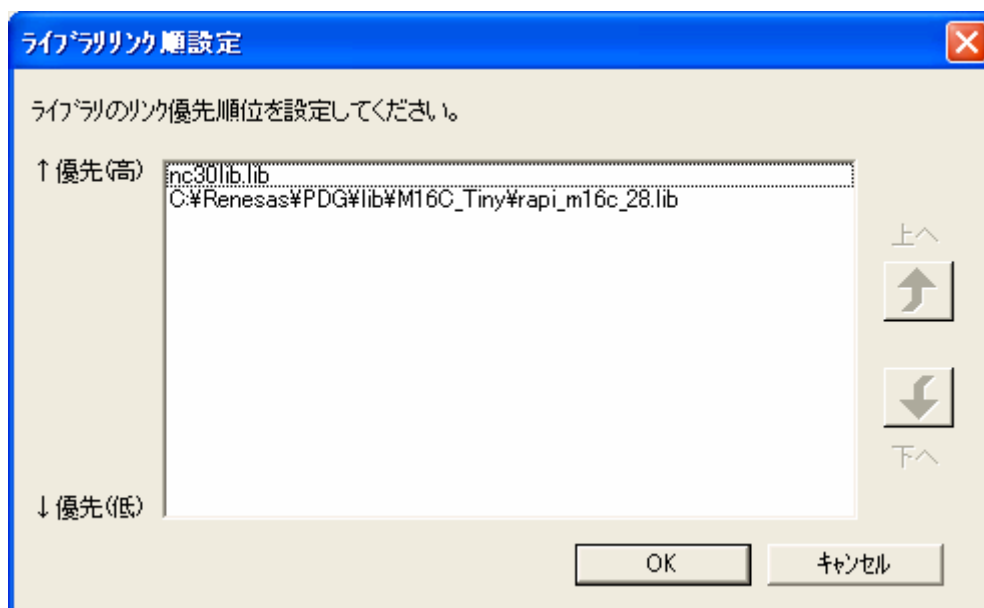 ライブラリリンク順設定
ライブラリのリンク優先順位を設定してください。
↑優先(高)
nc30lib.lib
C:¥Renesas¥PDG¥lib¥M16C_Tiny¥rapi_m16c_28.lib
上へ
下へ
↓優先(低)
OK
キャンセル